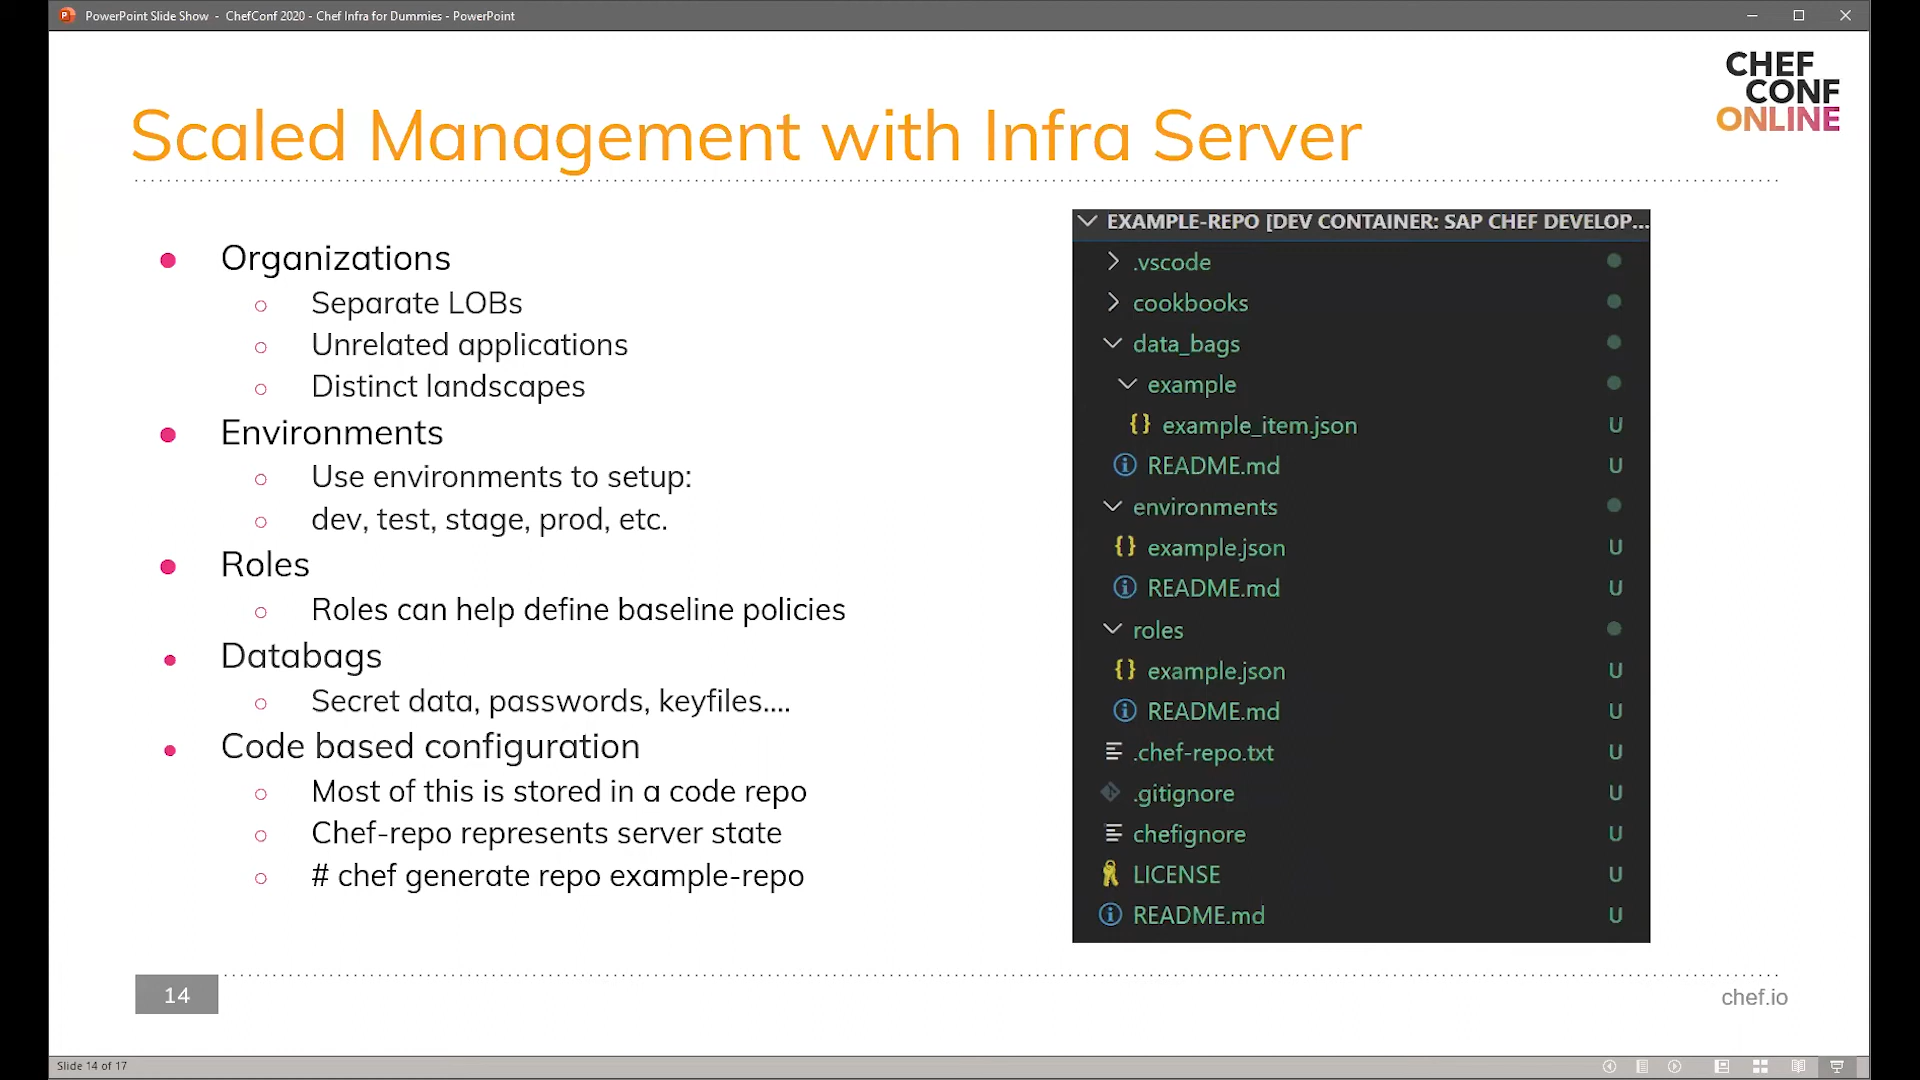 PowerPoint Slide Show - ChefConf 2020 - Chef Infra for Dummies - PowerPoint
CHEF
CONF
ONLINE
Scaled Management with Infra Server
Organizations
Separate LOBs
Unrelated applications
Distinct landscapes
Environments
Use environments to setup:
dev, test, stage, prod, etc.
Roles
Roles can help define baseline policies
Databags
Secret data, passwords, keyfiles....
Code based configuration
Most of this is stored in a code repo
Chef-repo represents server state
# chef generate repo example-repo
EXAMPLE-REPO [DEV CONTAINER: SAP CHEF DEVELOP...
.vscode
cookbooks
data_bags
example
{} example_item.json U
README.md U
environments
{} example.json U
README.md U
roles
{} example.json U
README.md U
.chef-repo.txt U
.gitignore U
chefignore U
LICENSE U
README.md U
14
chef.io
Slide 14 of 17